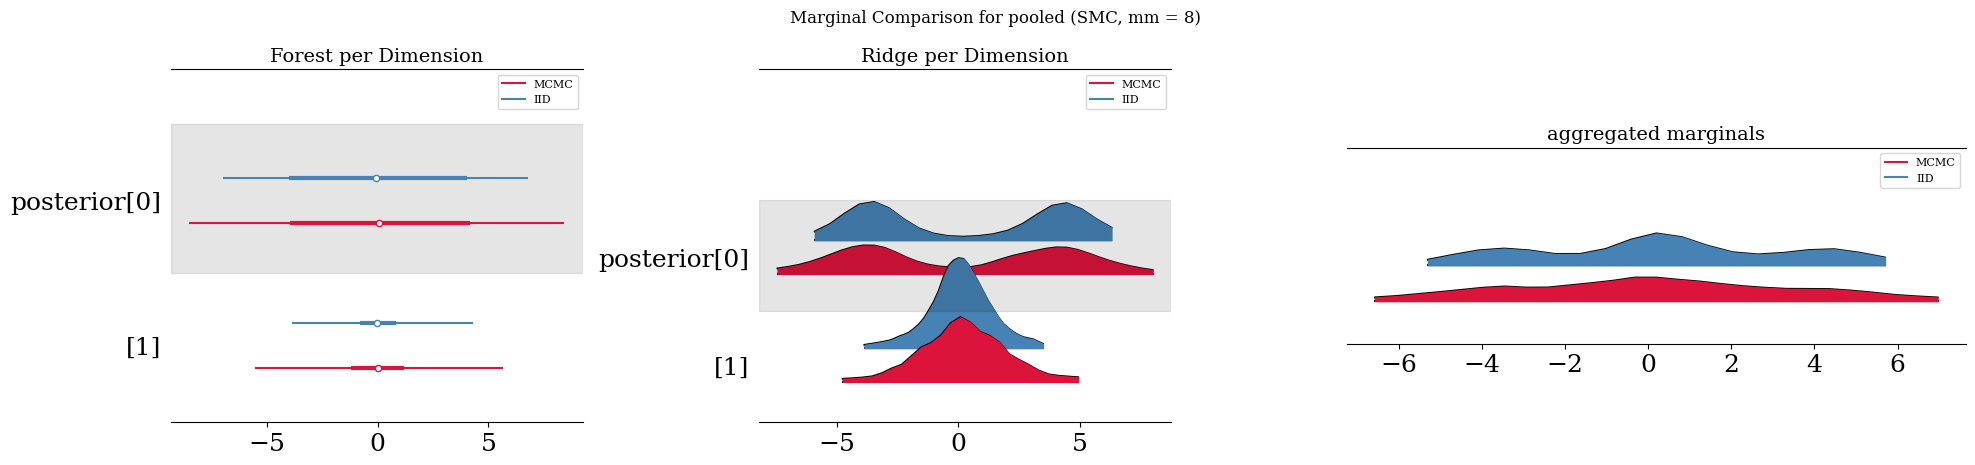 Marginal Comparison for pooled (SMC, mm = 8)
Forest per Dimension
MCMC
IID
posterior[0]
[1]
−5 0 5
Ridge per Dimension
MCMC
IID
posterior[0]
[1]
−5 0 5
aggregated marginals
MCMC
IID
−6 −4 −2 0 2 4 6